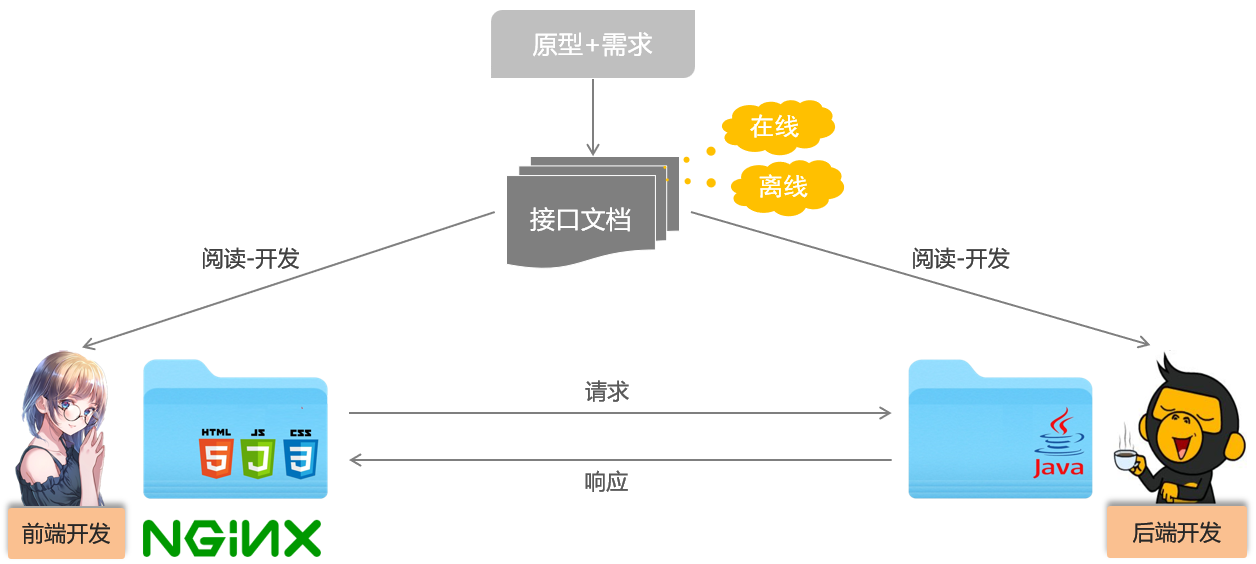 原型+需求
在线
离线
接口文档
阅读-开发
阅读-开发
请求
HTML
JS
CSS
5
3
Java
响应
前端开发
NGiNX
后端开发